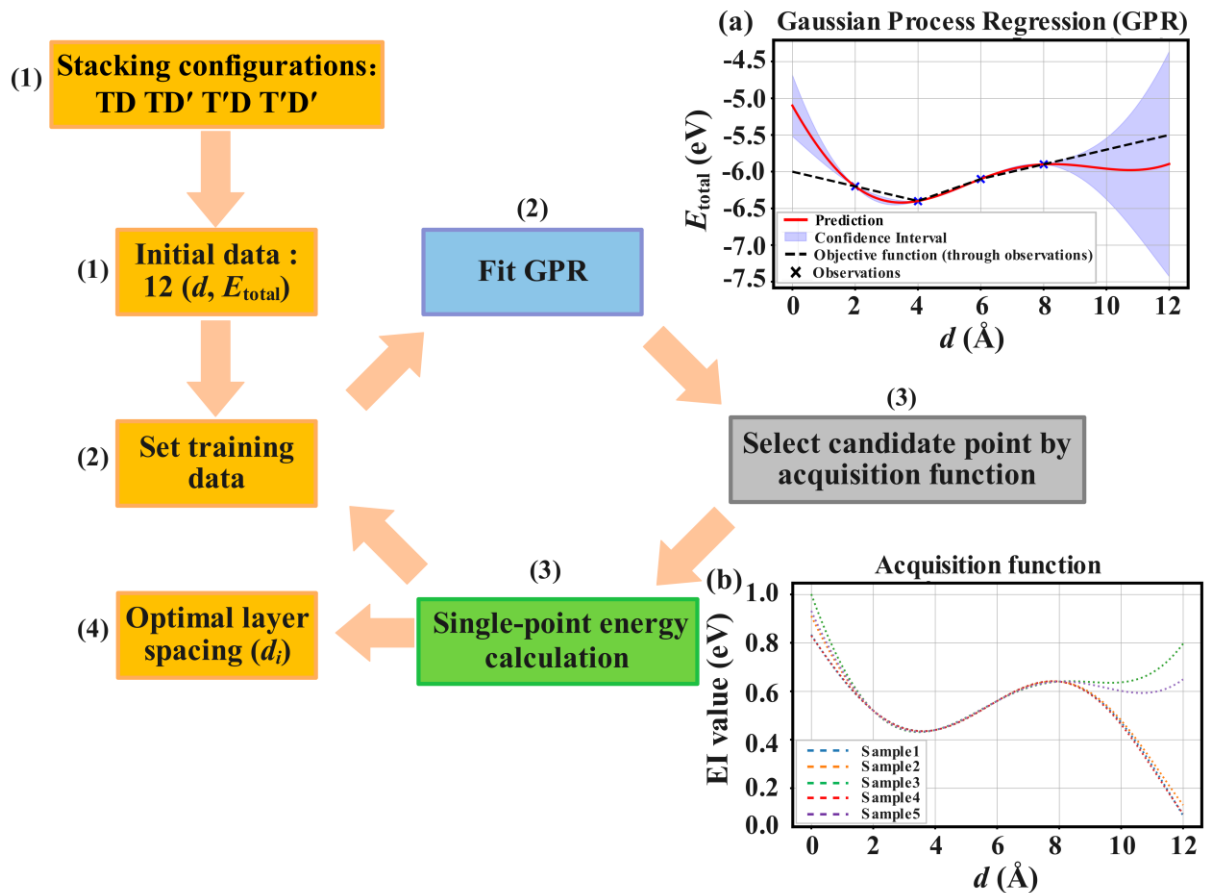 (1)
Stacking configurations:
TD TD′ T′D T′D′
(1)
Initial data :
12 (d, E_total)
(2)
Set training
data
(2)
Fit GPR
(3)
Select candidate point by
acquisition function
(3)
Single-point energy
calculation
(4)
Optimal layer
spacing (d_i)
(a) Gaussian Process Regression (GPR)
E_total (eV)
-4.5
-5.0
-5.5
-6.0
-6.5
-7.0
-7.5
Prediction
Confidence Interval
Objective function (through observations)
Observations
0 2 4 6 8 10 12
d (Å)
(b) Acquisition function
EI value (eV)
1.0
0.8
0.6
0.4
0.2
0.0
Sample1
Sample2
Sample3
Sample4
Sample5
0 2 4 6 8 10 12
d (Å)